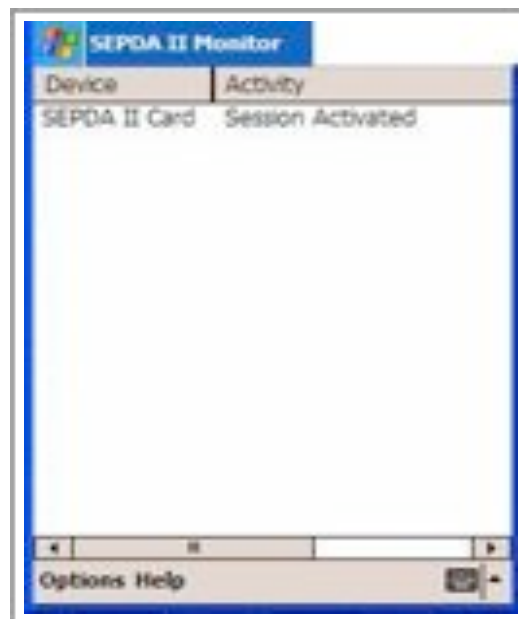 SEPDA II Monitor
Device Activity
SEPDA II Card Session Activated
Options Help